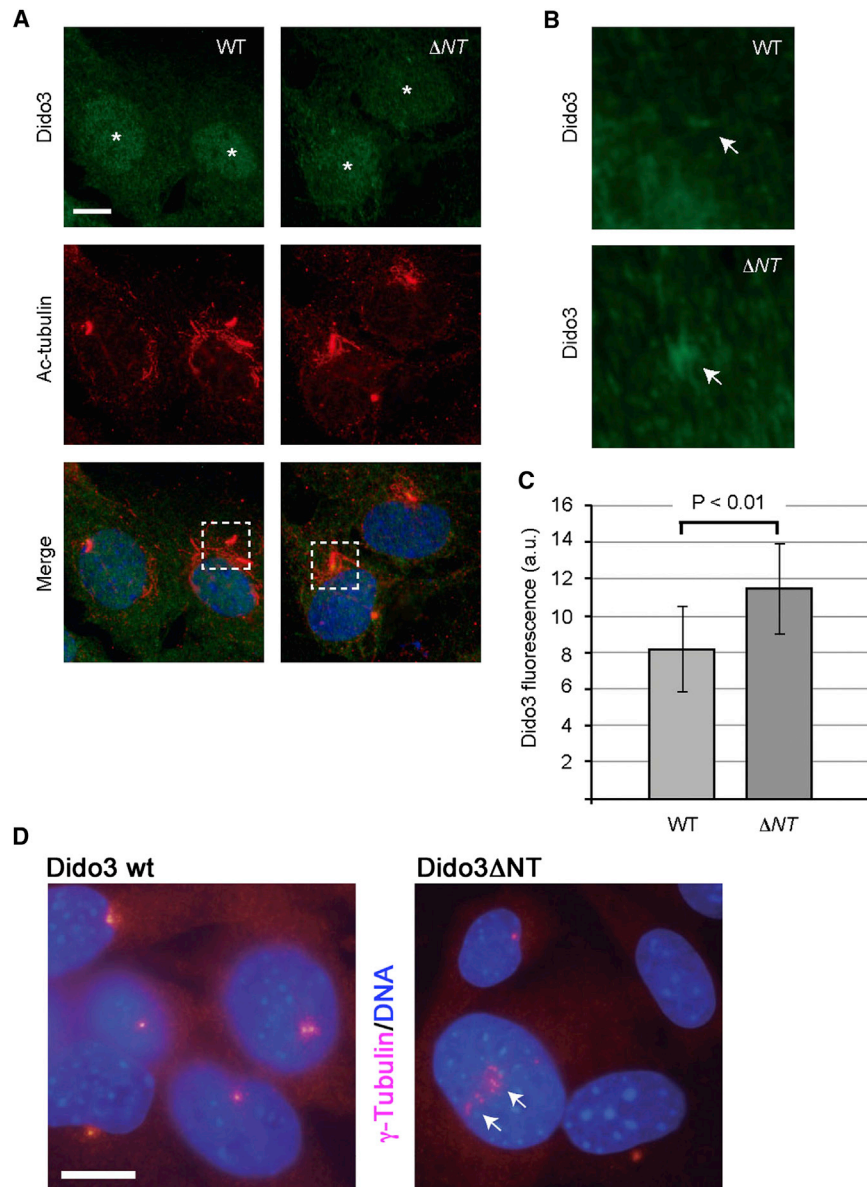 A
WT
ΔNT
Dido3
*
*
*
*
Ac-tubulin
Merge
B
WT
Dido3
ΔNT
Dido3
C
P < 0.01
Dido3 fluorescence (a.u.)
16
14
12
10
8
6
4
2
WT
ΔNT
D
Dido3 wt
Dido3ΔNT
γ-Tubulin/DNA